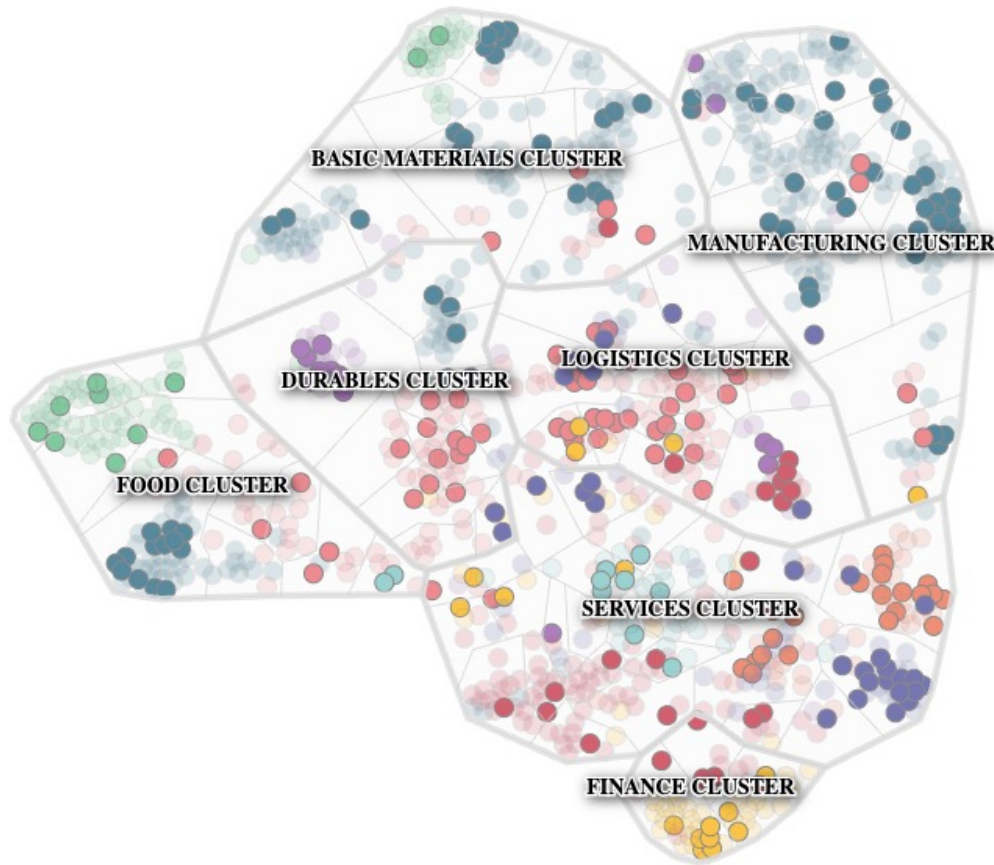 BASIC MATERIALS CLUSTER
MANUFACTURING CLUSTER
LOGISTICS CLUSTER
DURABLES CLUSTER
FOOD CLUSTER
SERVICES CLUSTER
FINANCE CLUSTER